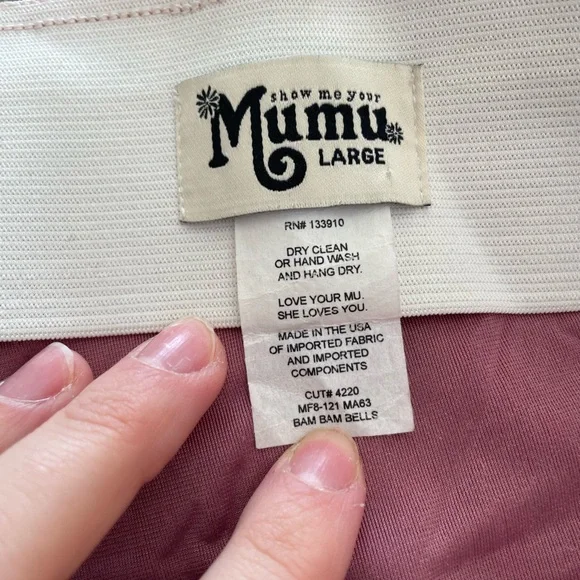 show me your
Mumu
LARGE
RN# 133910
DRY CLEAN
OR HAND WASH
AND HANG DRY.
LOVE YOUR MU.
SHE LOVES YOU.
MADE IN THE USA
OF IMPORTED FABRIC
AND IMPORTED
COMPONENTS
CUT# 4220
MF8-121 MA63
BAM BAM BELLS